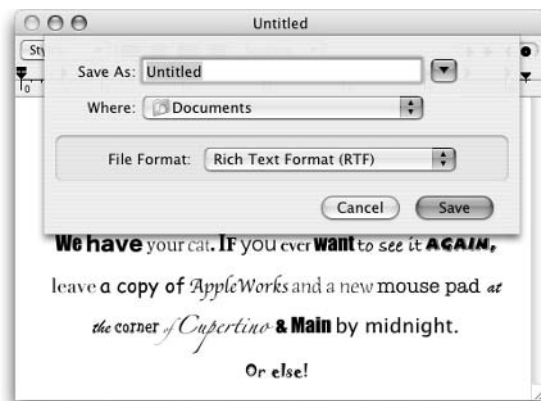 Untitled
Save As: Untitled
Where: Documents
File Format: Rich Text Format (RTF)
Cancel Save
We have your cat. IF you ever want to see it AGAIN,
leave a copy of AppleWorks and a new mouse pad at
the corner of Cupertino & Main by midnight.
Or else!